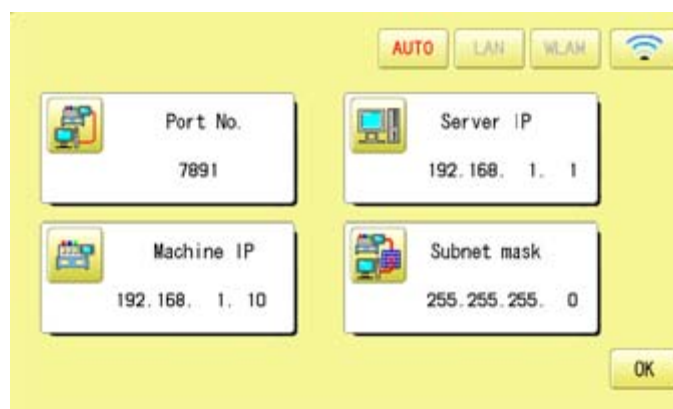 AUTO LAN WLAN
Port No.
7891
Server IP
192.168. 1. 1
Machine IP
192.168. 1. 10
Subnet mask
255.255.255. 0
OK